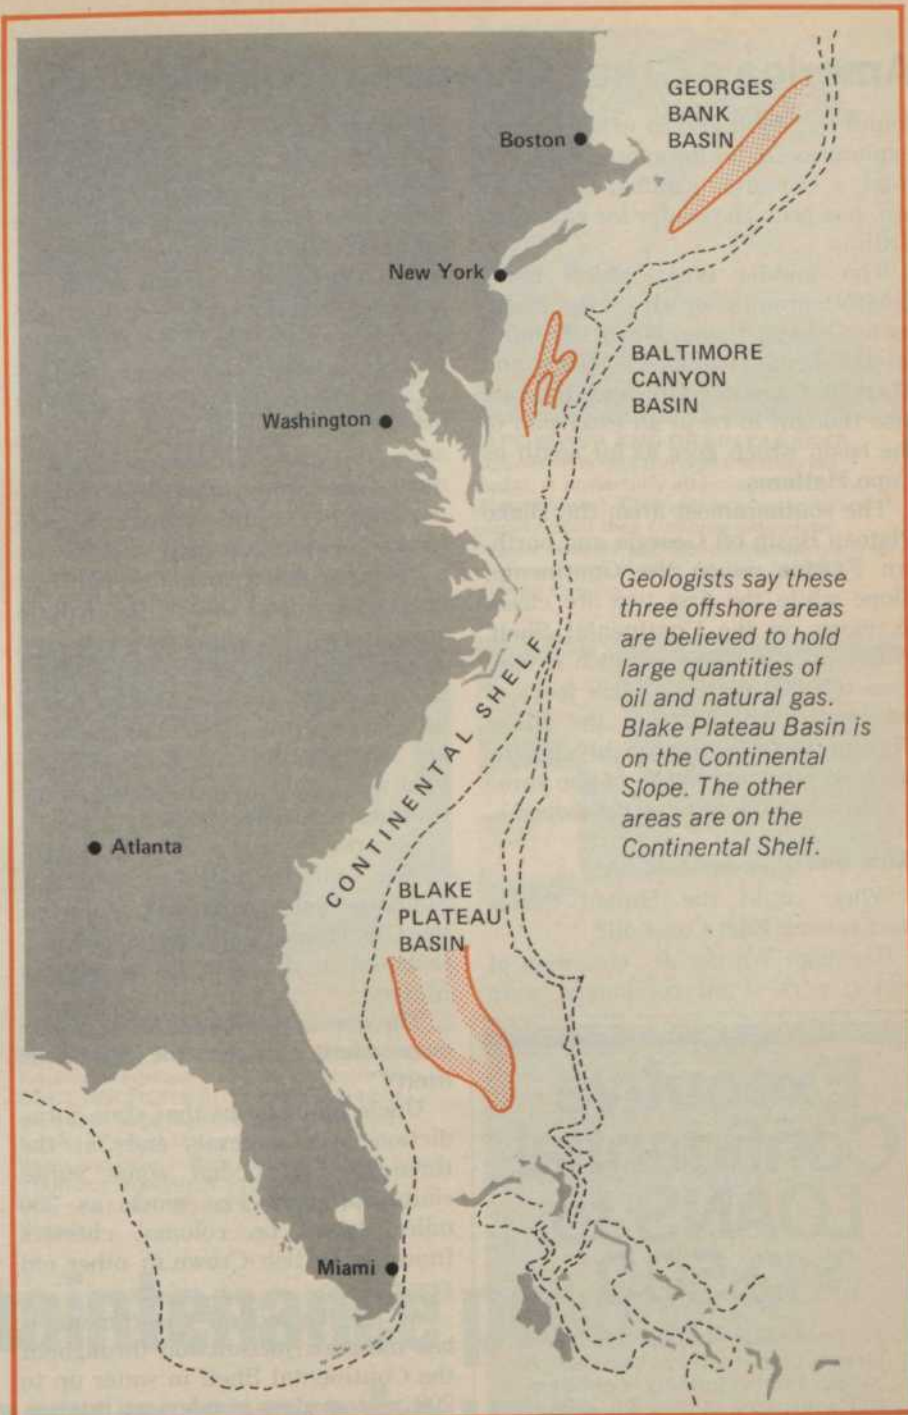 GEORGES
BANK
BASIN
Boston
New York
BALTIMORE
CANYON
BASIN
Washington
Geologists say these
three offshore areas
are believed to hold
large quantities of
oil and natural gas.
Blake Plateau Basin is
on the Continental
Slope. The other
areas are on the
Continental Shelf.
CONTINENTAL SHELF
Atlanta
BLAKE
PLATEAU
BASIN
Miami